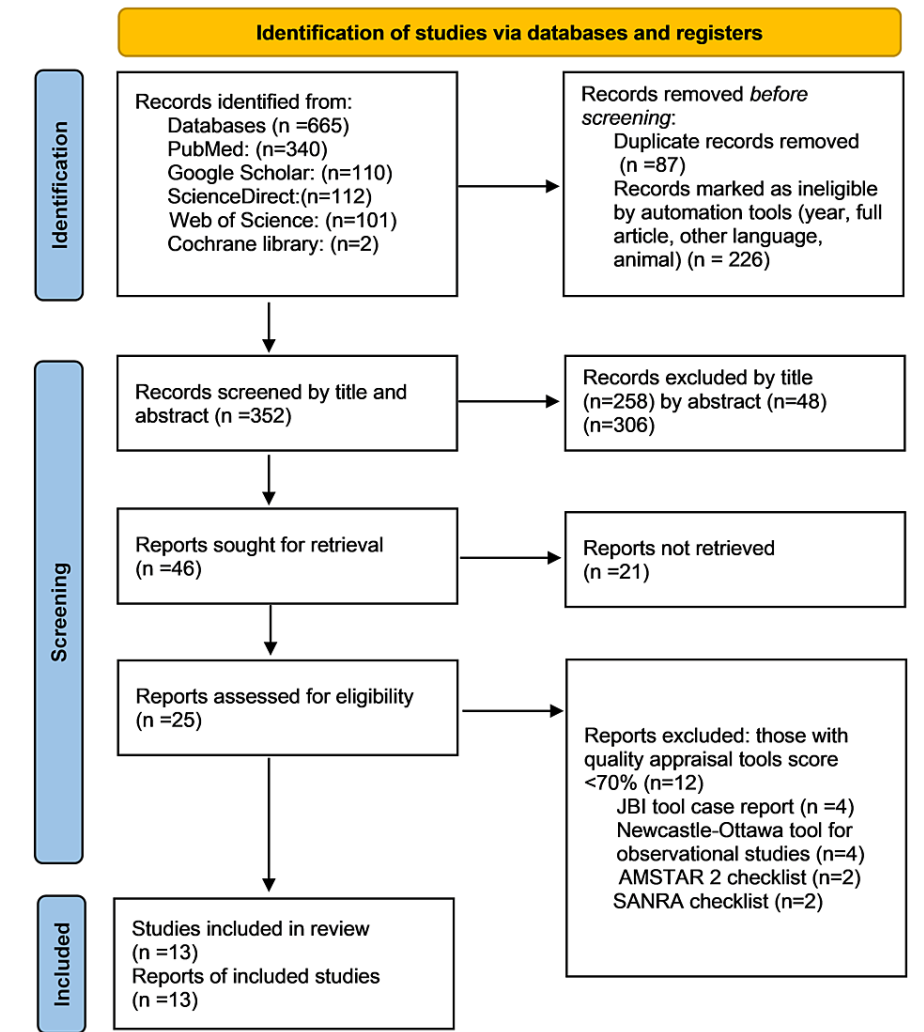 Identification of studies via databases and registers
Identification
Records identified from:
Databases (n =665)
PubMed: (n=340)
Google Scholar: (n=110)
ScienceDirect:(n=112)
Web of Science: (n=101)
Cochrane library: (n=2)
Records removed before
screening:
Duplicate records removed
(n =87)
Records marked as ineligible
by automation tools (year, full
article, other language,
animal) (n = 226)
Screening
Records screened by title and
abstract (n =352)
Records excluded by title
(n=258) by abstract (n=48)
(n=306)
Reports sought for retrieval
(n =46)
Reports not retrieved
(n =21)
Reports assessed for eligibility
(n =25)
Reports excluded: those with
quality appraisal tools score
<70% (n=12)
JBI tool case report (n =4)
Newcastle-Ottawa tool for
observational studies (n=4)
AMSTAR 2 checklist (n=2)
SANRA checklist (n=2)
Included
Studies included in review
(n =13)
Reports of included studies
(n =13)